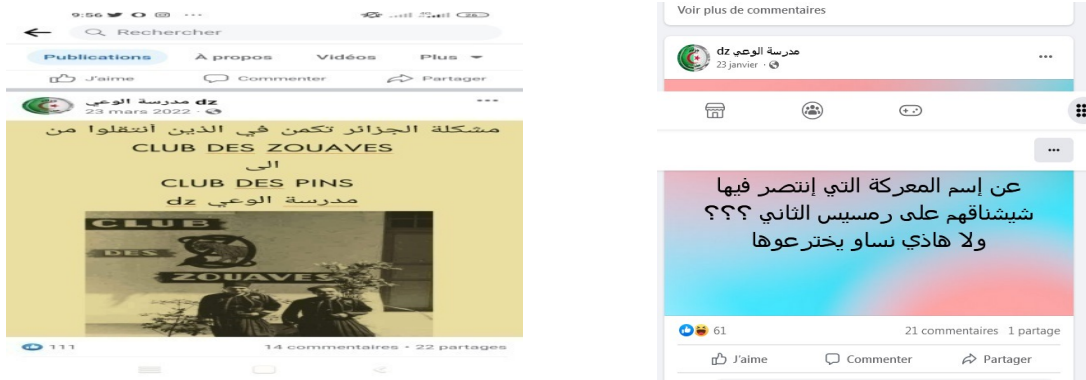 9:56
Rechercher
Publications À propos Vidéos Plus
J'aime Commenter Partager
مدرسة الوعي dz
23 mars 2022
مشكلة الجزائر تكمن في الذين انتقلوا من
CLUB DES ZOUAVES
الى
CLUB DES PINS
مدرسة الوعي dz
CLUB
DES
ZOUAVES
111
14 commentaires • 22 partages
Voir plus de commentaires
مدرسة الوعي dz
23 janvier
عن إسم المعركة التي إنتصر فيها
شيشناقهم على رمسيس الثاني ؟؟؟
ولا هاذي نساو يخترعوها
61
21 commentaires 1 partage
J'aime Commenter Partager